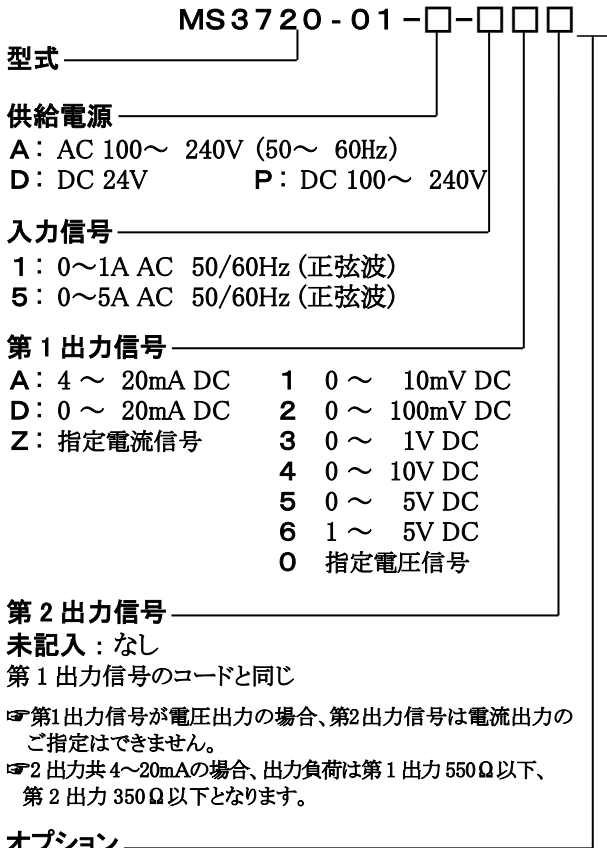 MS3720-01-□-□□□
型式
供給電源
A: AC 100～ 240V (50～ 60Hz)
D: DC 24V P: DC 100～ 240V
入力信号
1: 0～1A AC 50/60Hz (正弦波)
5: 0～5A AC 50/60Hz (正弦波)
第1出力信号
A: 4 ～ 20mA DC 1 0 ～ 10mV DC
D: 0 ～ 20mA DC 2 0 ～ 100mV DC
Z: 指定電流信号 3 0 ～ 1V DC
4 0 ～ 10V DC
5 0 ～ 5V DC
6 1 ～ 5V DC
0 指定電圧信号
第2出力信号
未記入：なし
第1出力信号のコードと同じ
☞第1出力信号が電圧出力の場合、第2出力信号は電流出力の
ご指定はできません。
☞2出力共4～20mAの場合、出力負荷は第1出力550Ω以下、
第2出力350Ω以下となります。
オプション